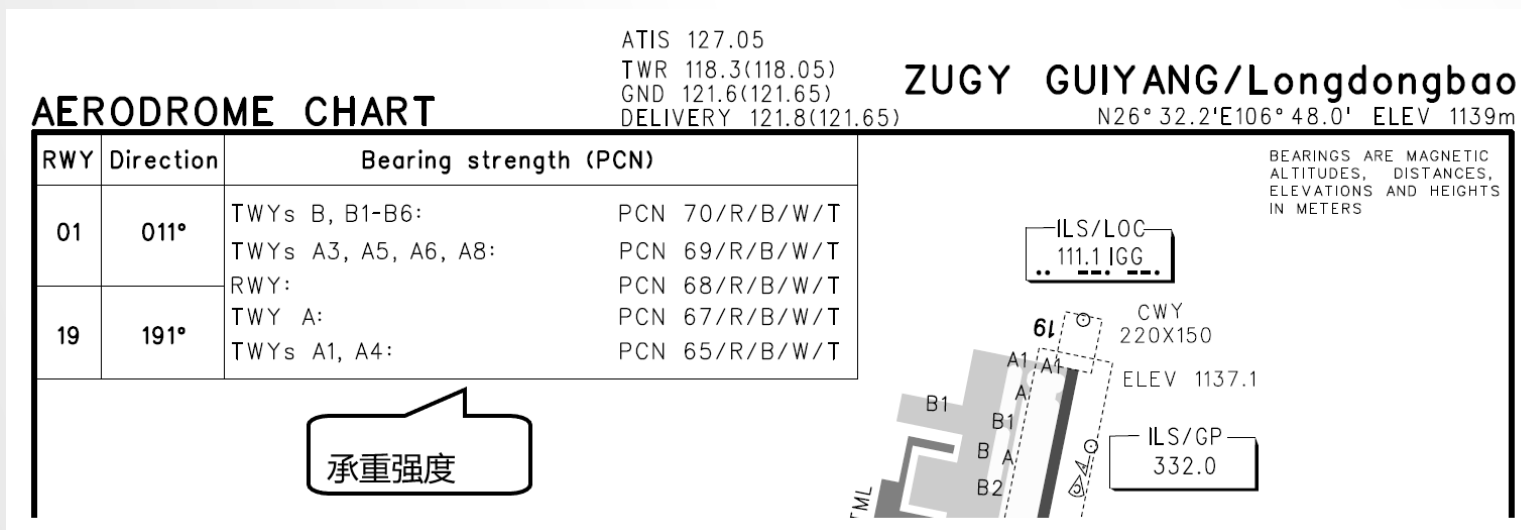 ATIS 127.05
TWR 118.3(118.05)
GND 121.6(121.65)
DELIVERY 121.8(121.65)
ZUGY GUIYANG/Longdongbao
N26°32.2'E106°48.0' ELEV 1139m
AERODROME CHART
RWY Direction Bearing strength (PCN)
01 011°
19 191°
TWYs B, B1-B6: PCN 70/R/B/W/T
TWYs A3, A5, A6, A8: PCN 69/R/B/W/T
RWY: PCN 68/R/B/W/T
TWY A: PCN 67/R/B/W/T
TWYs A1, A4: PCN 65/R/B/W/T
承重强度
BEARINGS ARE MAGNETIC
ALTITUDES, DISTANCES,
ELEVATIONS AND HEIGHTS
IN METERS
ILS/LOC
111.1 IGG
19
CWY
220X150
A1 A1
ELEV 1137.1
A
B1
B1
B A
B2
ILS/GP
332.0